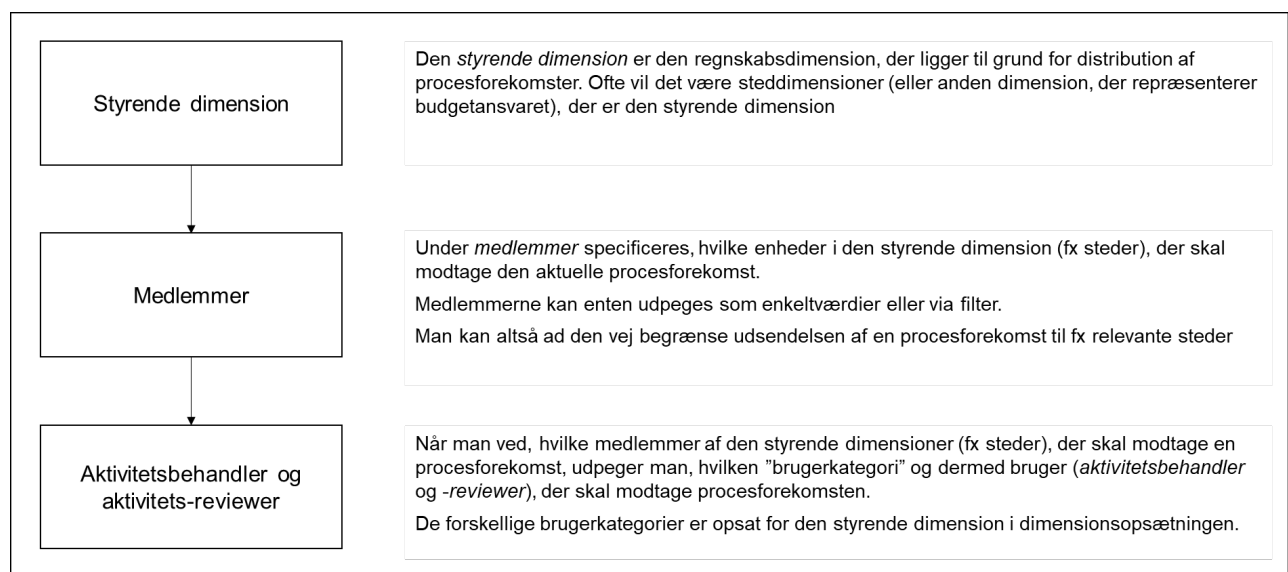 Styrende dimension
Den styrende dimension er den regnskabsdimension, der ligger til grund for distribution af
procesforekomster. Ofte vil det være steddimensioner (eller anden dimension, der repræsenterer
budgetansvaret), der er den styrende dimension
Medlemmer
Under medlemmer specificeres, hvilke enheder i den styrende dimension (fx steder), der skal
modtage den aktuelle procesforekomst.
Medlemmerne kan enten udpeges som enkeltværdier eller via filter.
Man kan altså ad den vej begrænse udsendelsen af en procesforekomst til fx relevante steder
Aktivitetsbehandler og
aktivitets-reviewer
Når man ved, hvilke medlemmer af den styrende dimensioner (fx steder), der skal modtage en
procesforekomst, udpeger man, hvilken ”brugerkategori” og dermed bruger (aktivitetsbehandler
og -reviewer), der skal modtage procesforekomsten.
De forskellige brugerkategorier er opsat for den styrende dimension i dimensionsopsætningen.